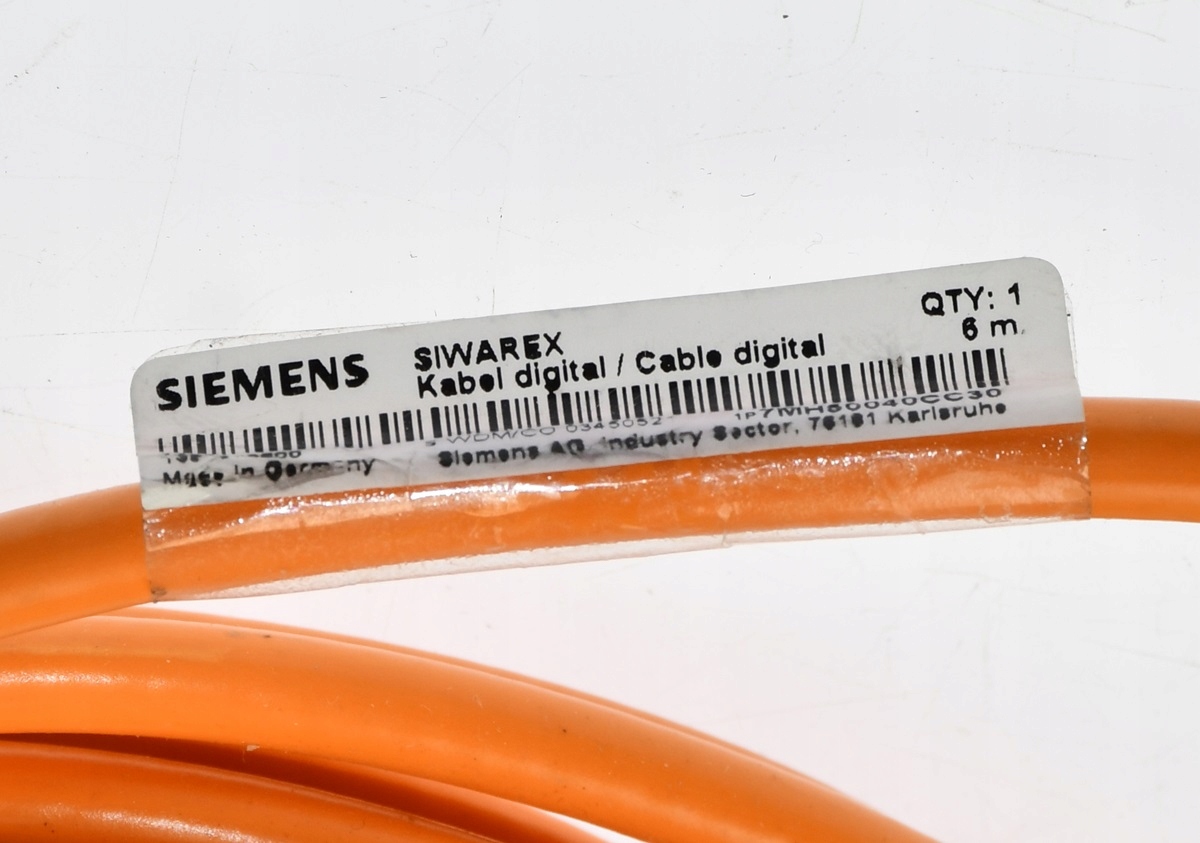 SIEMENS
SIWAREX
Kabel digital / Cable digital
QTY: 1
6 m
Made in Germany
Siemens AG, Industry Sector, 76181 Karlsruhe